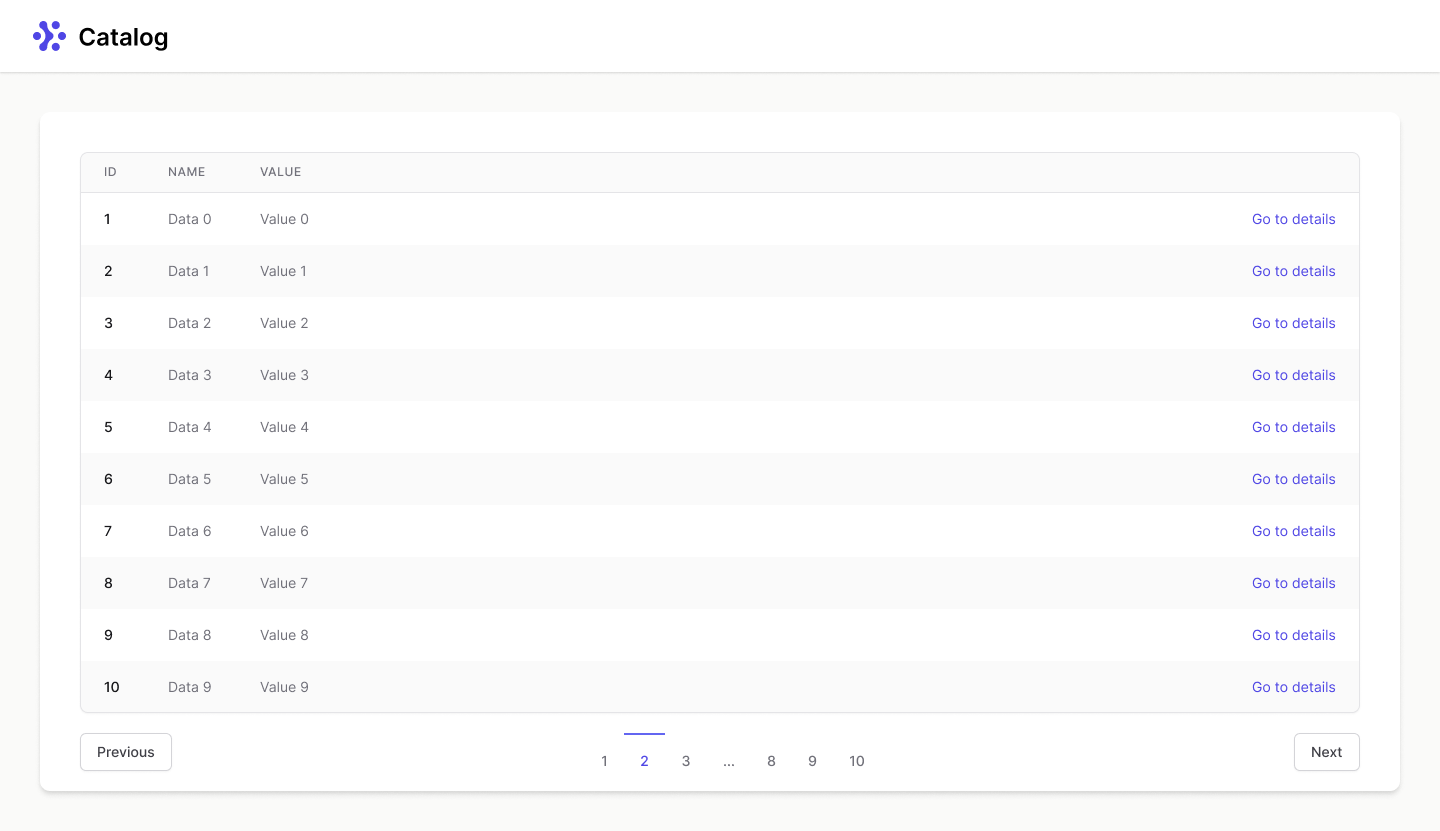 Catalog
ID NAME VALUE
1 Data 0 Value 0 Go to details
2 Data 1 Value 1 Go to details
3 Data 2 Value 2 Go to details
4 Data 3 Value 3 Go to details
5 Data 4 Value 4 Go to details
6 Data 5 Value 5 Go to details
7 Data 6 Value 6 Go to details
8 Data 7 Value 7 Go to details
9 Data 8 Value 8 Go to details
10 Data 9 Value 9 Go to details
Previous 1 2 3 ... 8 9 10 Next